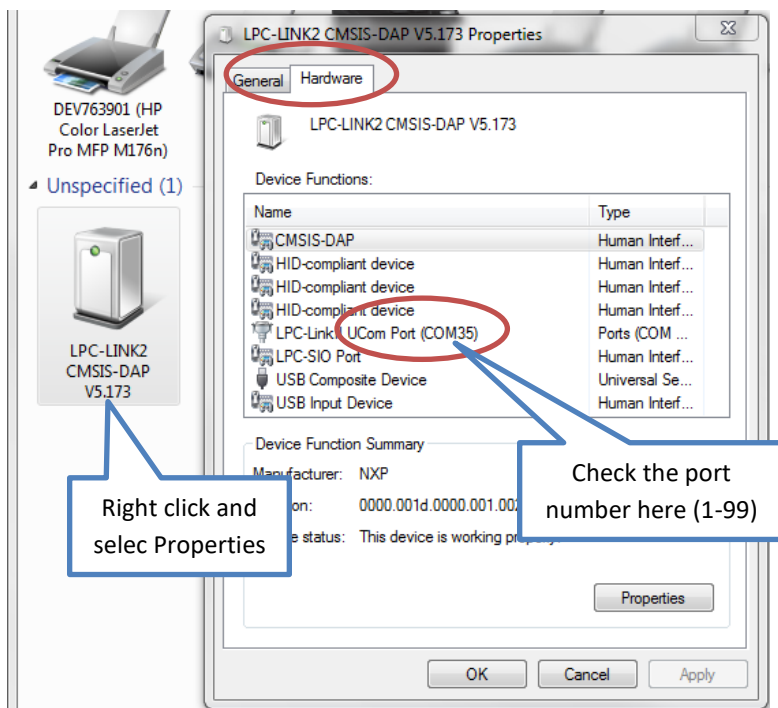 LPC-LINK2 CMSIS-DAP V5.173 Properties
General Hardware
DEV763901 (HP
Color LaserJet
Pro MFP M176n)
Unspecified (1)
LPC-LINK2
CMSIS-DAP
V5.173
Right click and
selec Properties
LPC-LINK2 CMSIS-DAP V5.173
Device Functions:
Name Type
CMSIS-DAP Human Interf...
HID-compliant device Human Interf...
HID-compliant device Human Interf...
HID-compliant device Human Interf...
LPC-LinkII UCom Port (COM35) Ports (COM ...
LPC-SIO Port Human Interf...
USB Composite Device Universal Se...
USB Input Device Human Interf...
Device Function Summary
Manufacturer: NXP
on: 0000.001d.0000.001.00
status: This device is working
Check the port
number here (1-99)
Properties
OK Cancel Apply